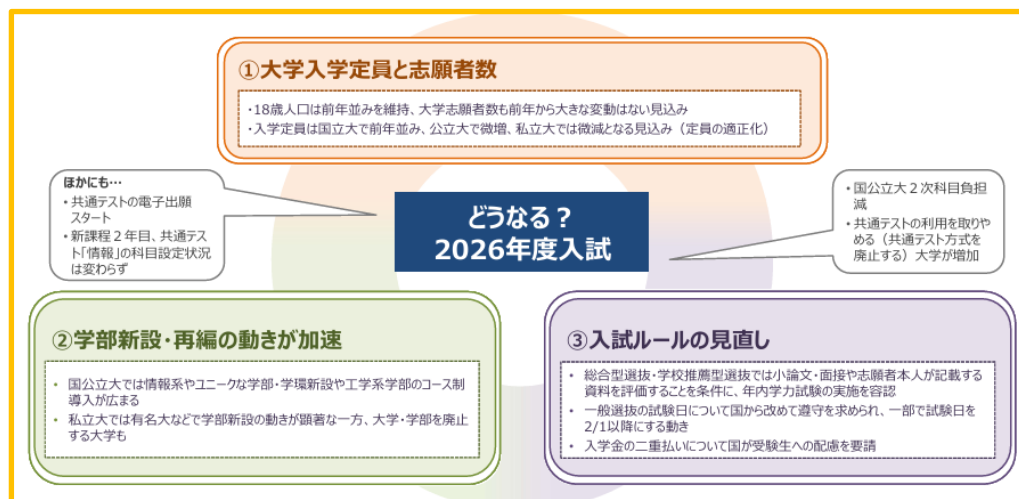 ①大学入学定員と志願者数
・18歳人口は前年並みを維持、大学志願者数も前年から大きな変動はない見込み
・入学定員は国立大で前年並み、公立大で微増、私立大では微減となる見込み（定員の適正化）
ほかにも…
• 共通テストの電子出願
スタート
• 新課程２年目、共通テス
ト「情報」の科目設定状況
は変わらず
どうなる？
2026年度入試
• 国公立大２次科目負担
減
• 共通テストの利用を取りや
める（共通テスト方式を
廃止する）大学が増加
②学部新設・再編の動きが加速
• 国公立大では情報系やユニークな学部・学環新設や工学系学部のコース制
導入が広まる
• 私立大では有名大などで学部新設の動きが顕著な一方、大学・学部を廃止
する大学も
③入試ルールの見直し
• 総合型選抜・学校推薦型選抜では小論文・面接や志願者本人が記載する
資料を評価することを条件に、年内学力試験の実施を容認
• 一般選抜の試験日について国から改めて遵守を求められ、一部で試験日を
2/1以降にする動き
• 入学金の二重払いについて国が受験生への配慮を要請